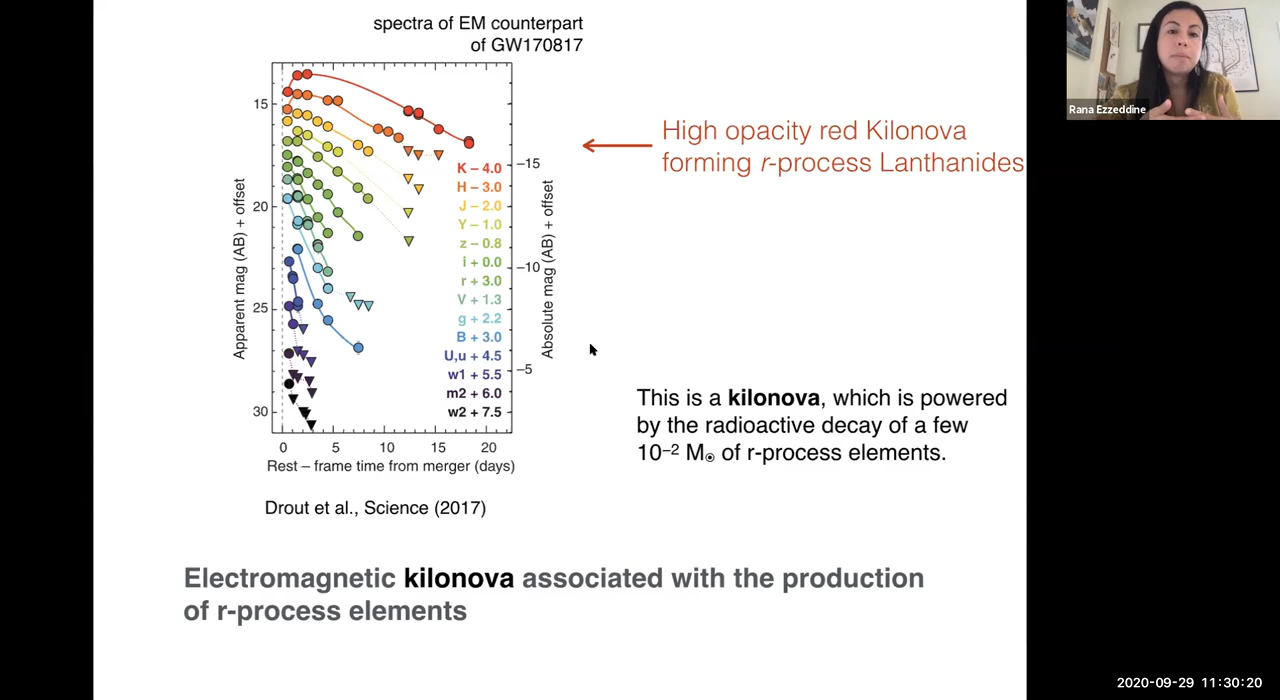 spectra of EM counterpart
of GW170817
15
20
25
30
Apparent mag (AB) + offset
−15
−10
−5
Absolute mag (AB) + offset
K – 4.0
H – 3.0
J – 2.0
Y – 1.0
z – 0.8
i + 0.0
r + 3.0
V + 1.3
g + 2.2
B + 3.0
U,u + 4.5
w1 + 5.5
m2 + 6.0
w2 + 7.5
0 5 10 15 20
Rest – frame time from merger (days)
Drout et al., Science (2017)
High opacity red Kilonova
forming r-process Lanthanides
This is a kilonova, which is powered
by the radioactive decay of a few
10⁻² M☉ of r-process elements.
Electromagnetic kilonova associated with the production
of r-process elements
Rana Ezzeddine
2020-09-29 11:30:20